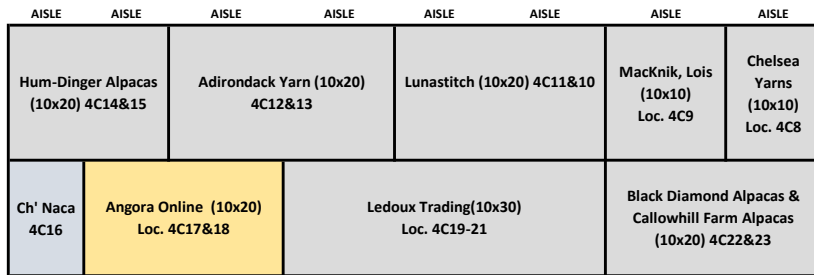 AISLE AISLE AISLE AISLE AISLE AISLE AISLE
Hum-Dinger Alpacas
(10x20) 4C14&15
Adirondack Yarn (10x20)
4C12&13
Lunastitch (10x20) 4C11&10
MacKnik, Lois
(10x10)
Loc. 4C9
Chelsea
Yarns
(10x10)
Loc. 4C8
Ch' Naca
4C16
Angora Online (10x20)
Loc. 4C17&18
Ledoux Trading(10x30)
Loc. 4C19-21
Black Diamond Alpacas &
Callowhill Farm Alpacas
(10x20) 4C22&23